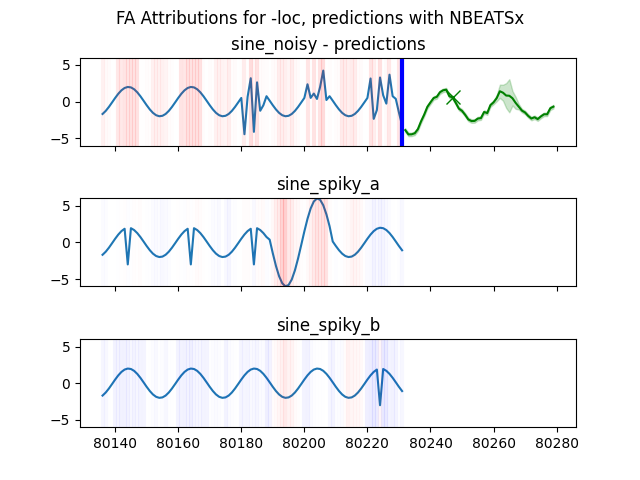 FA Attributions for -loc, predictions with NBEATSx
sine_noisy - predictions
5
0
−5
sine_spiky_a
5
0
−5
sine_spiky_b
5
0
−5
80140 80160 80180 80200 80220 80240 80260 80280